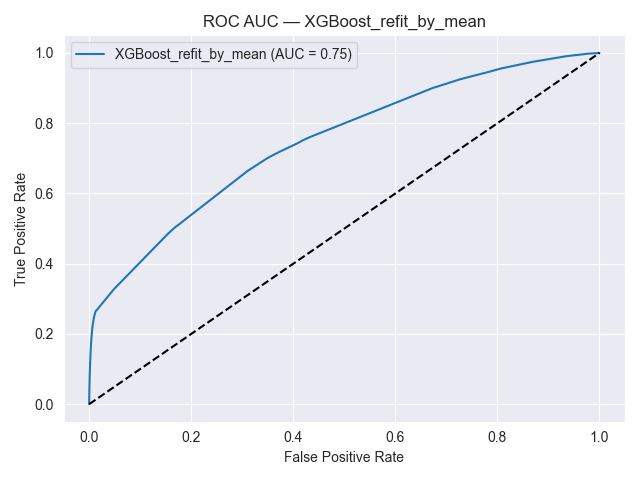 ROC AUC — XGBoost_refit_by_mean
XGBoost_refit_by_mean (AUC = 0.75)
1.0
0.8
0.6
0.4
0.2
0.0
True Positive Rate
0.0 0.2 0.4 0.6 0.8 1.0
False Positive Rate